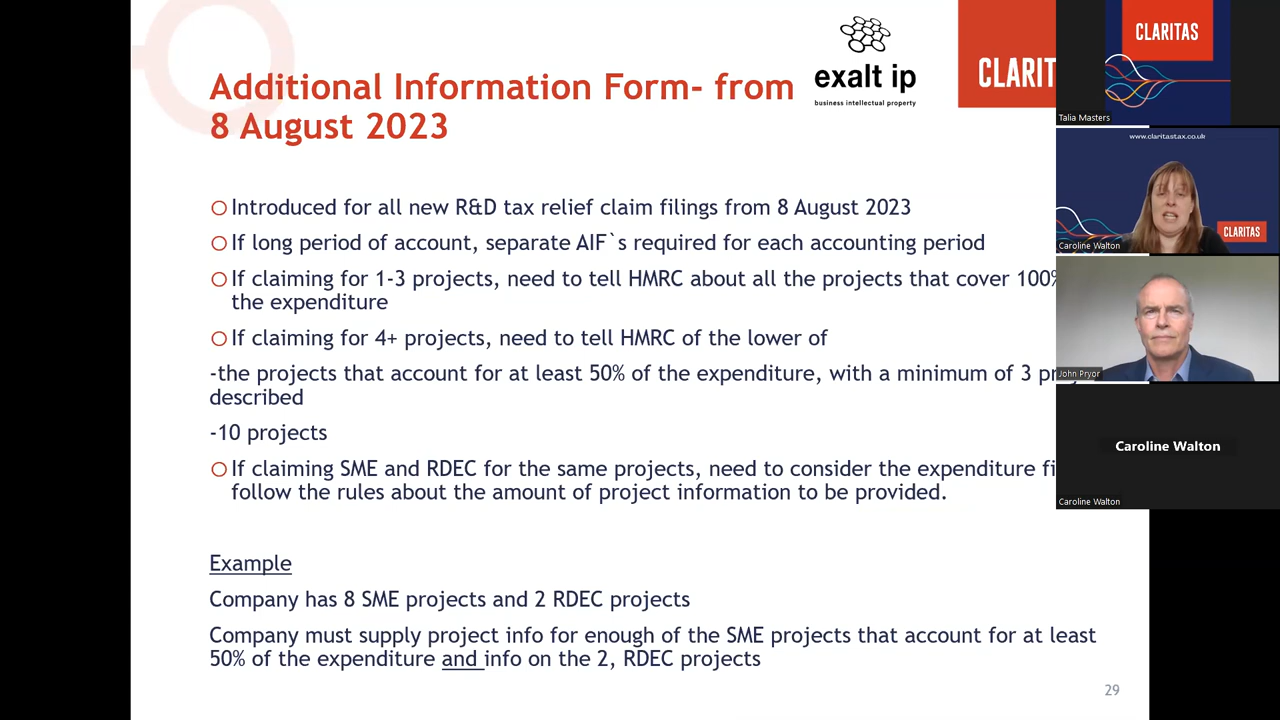 Additional Information Form- from
8 August 2023
exalt ip
business intellectual property
CLARIT
○Introduced for all new R&D tax relief claim filings from 8 August 2023
○If long period of account, separate AIF`s required for each accounting period
○If claiming for 1-3 projects, need to tell HMRC about all the projects that cover 100%
the expenditure
○If claiming for 4+ projects, need to tell HMRC of the lower of
-the projects that account for at least 50% of the expenditure, with a minimum of 3
described
-10 projects
○If claiming SME and RDEC for the same projects, need to consider the expenditure
follow the rules about the amount of project information to be provided.
Example
Company has 8 SME projects and 2 RDEC projects
Company must supply project info for enough of the SME projects that account for at least
50% of the expenditure and info on the 2, RDEC projects
29
CLARITAS
Talia Masters
www.claritastax.co.uk
CLARITAS
Caroline Walton
John Pryor
Caroline Walton
Caroline Walton